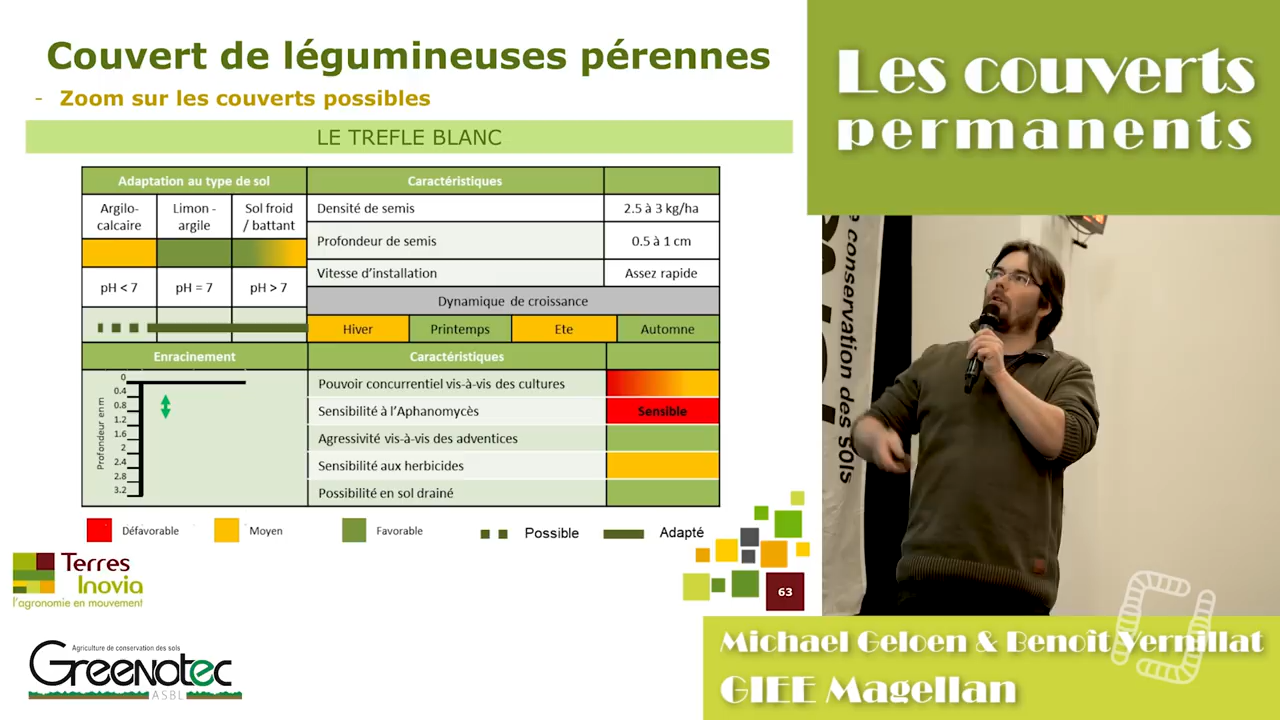 Couvert de légumineuses pérennes
- Zoom sur les couverts possibles
LE TREFLE BLANC
Adaptation au type de sol
Caractéristiques
Argilo-
calcaire
Limon -
argile
Sol froid
/ battant
Densité de semis
2.5 à 3 kg/ha
Profondeur de semis
0.5 à 1 cm
Vitesse d'installation
Assez rapide
pH < 7
pH = 7
pH > 7
Dynamique de croissance
Hiver
Printemps
Ete
Automne
Enracinement
Caractéristiques
Profondeur en m
0
0.4
0.8
1.2
1.6
2
2.4
2.8
3.2
Pouvoir concurrentiel vis-à-vis des cultures
Sensibilité à l'Aphanomycès
Sensible
Agressivité vis-à-vis des adventices
Sensibilité aux herbicides
Possibilité en sol drainé
Défavorable
Moyen
Favorable
Possible
Adapté
Terres
Inovia
l'agronomie en mouvement
63
Agriculture de conservation des sols
Greenotec
ASBL
Les couverts
permanents
conservation des sols
Michael Geloen & Benoît Vernillat
GIEE Magellan